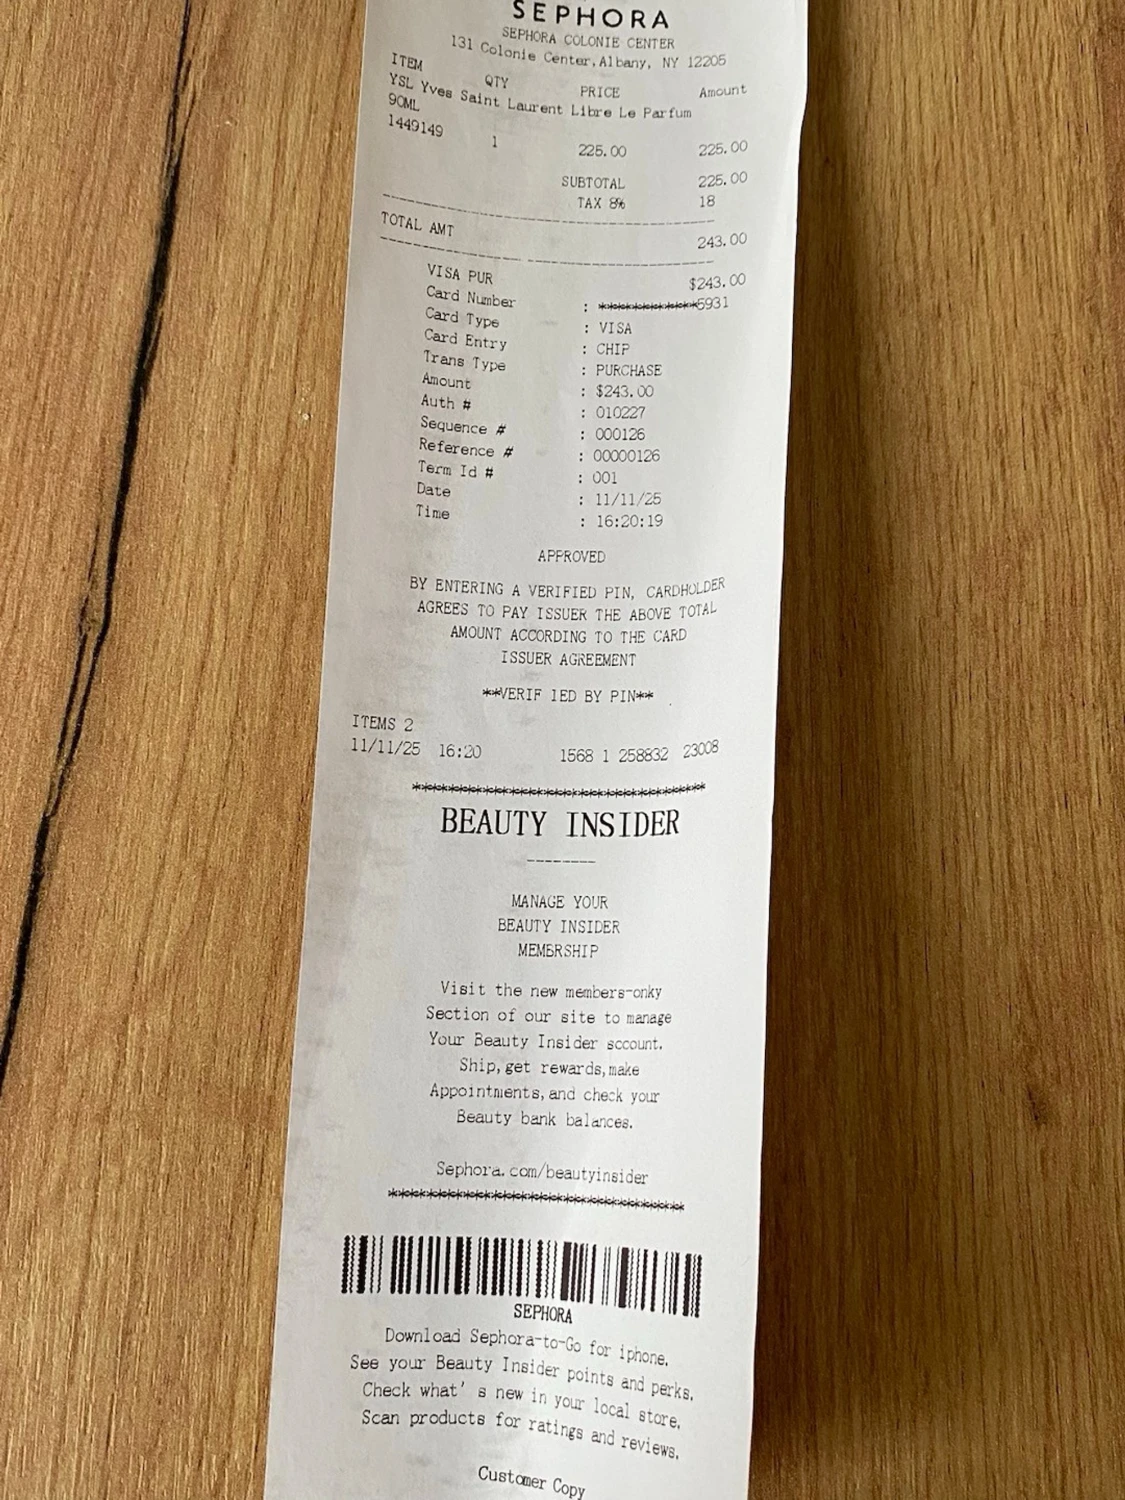 SEPHORA
SEPHORA COLONIE CENTER
131 Colonie Center,Albany, NY 12205
ITEM QTY PRICE Amount
YSL Yves Saint Laurent Libre Le Parfum
90ML
1449149 1 225.00 225.00
SUBTOTAL 225.00
TAX 8% 18
--------------------------------
TOTAL AMT 243.00
--------------------------------
VISA PUR $243.00
Card Number : ************5931
Card Type : VISA
Card Entry : CHIP
Trans Type : PURCHASE
Amount : $243.00
Auth # : 010227
Sequence # : 000126
Reference # : 00000126
Term Id # : 001
Date : 11/11/25
Time : 16:20:19
APPROVED
BY ENTERING A VERIFIED PIN, CARDHOLDER
AGREES TO PAY ISSUER THE ABOVE TOTAL
AMOUNT ACCORDING TO THE CARD
ISSUER AGREEMENT
**VERIF 1ED BY PIN**
ITEMS 2
11/11/25 16:20 1568 1 258832 23008
************************************
BEAUTY INSIDER
--------
MANAGE YOUR
BEAUTY INSIDER
MEMBRSHIP
Visit the new members-onky
Section of our site to manage
Your Beauty Insider sccount.
Ship,get rewards,make
Appointments,and check your
Beauty bank balances.
Sephora.com/beautyinsider
************************************
SEPHORA
Download Sephora-to-Go for iphone.
See your Beauty Insider points and perks.
Check what' s new in your local store.
Scan products for ratings and reviews.
Customer Copy